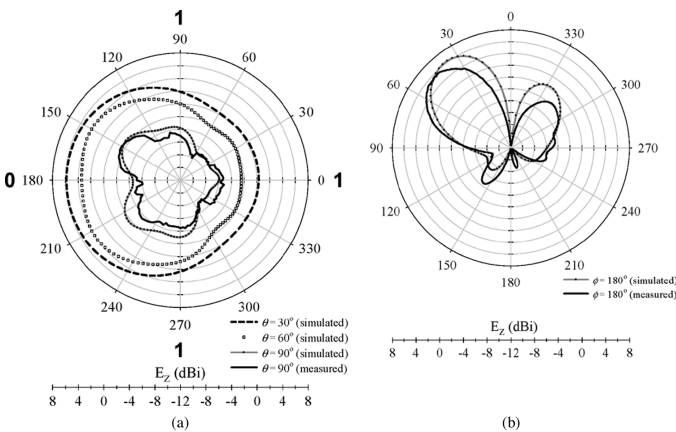 1
90
120
60
150
30
0
180
0
1
210
330
240
300
270
1
θ = 30° (simulated)
θ = 60° (simulated)
θ = 90° (simulated)
θ = 90° (measured)
E_Z (dBi)
8 4 0 -4 -8 -12 -8 -4 0 4 8
(a)
0
30
330
60
300
90
270
120
240
150
210
180
ϕ = 180° (simulated)
ϕ = 180° (measured)
E_Z (dBi)
8 4 0 -4 -8 -12 -8 -4 0 4 8
(b)